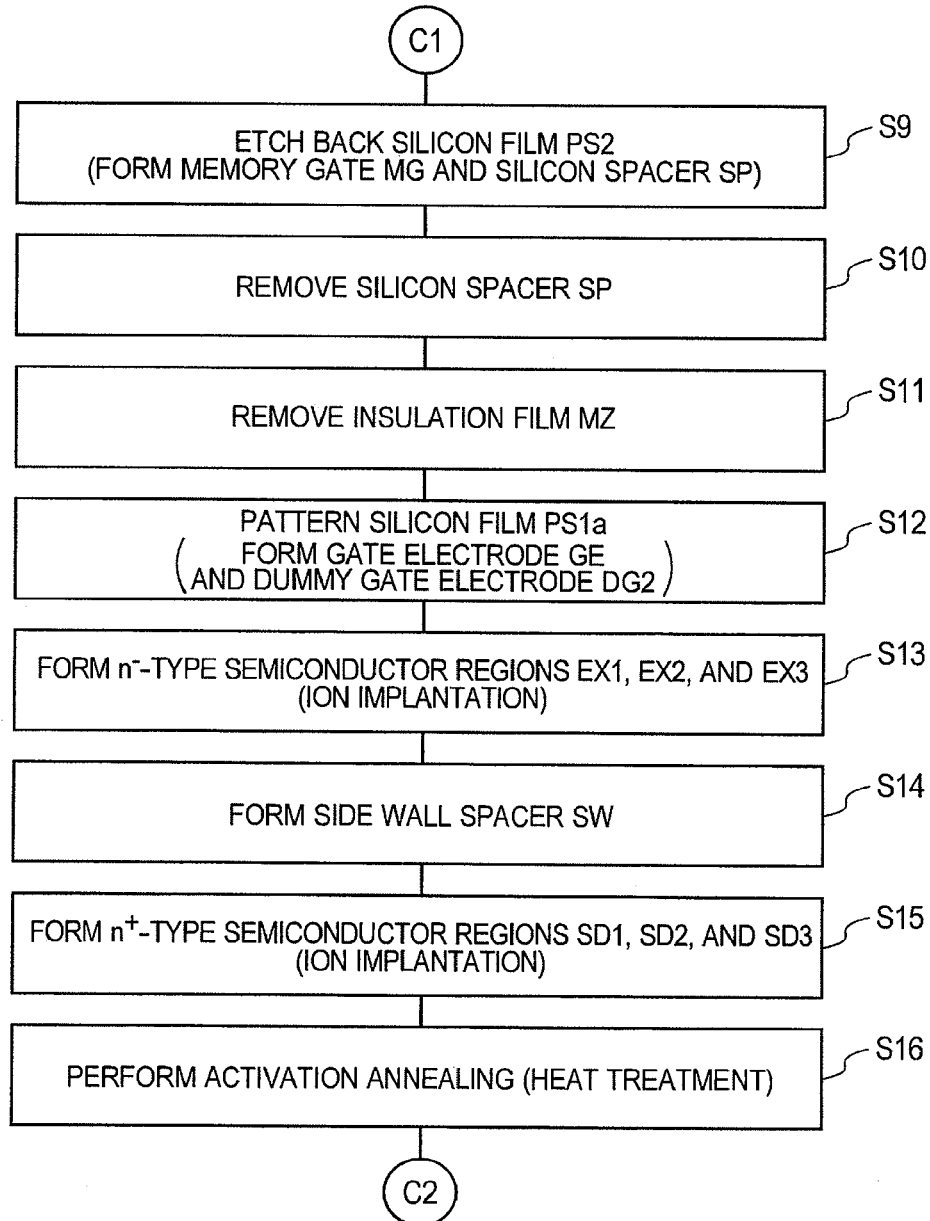 C1
ETCH BACK SILICON FILM PS2
(FORM MEMORY GATE MG AND SILICON SPACER SP)
S9
REMOVE SILICON SPACER SP
S10
REMOVE INSULATION FILM MZ
S11
PATTERN SILICON FILM PS1a
(FORM GATE ELECTRODE GE
AND DUMMY GATE ELECTRODE DG2)
S12
FORM n⁻-TYPE SEMICONDUCTOR REGIONS EX1, EX2, AND EX3
(ION IMPLANTATION)
S13
FORM SIDE WALL SPACER SW
S14
FORM n⁺-TYPE SEMICONDUCTOR REGIONS SD1, SD2, AND SD3
(ION IMPLANTATION)
S15
PERFORM ACTIVATION ANNEALING (HEAT TREATMENT)
S16
C2